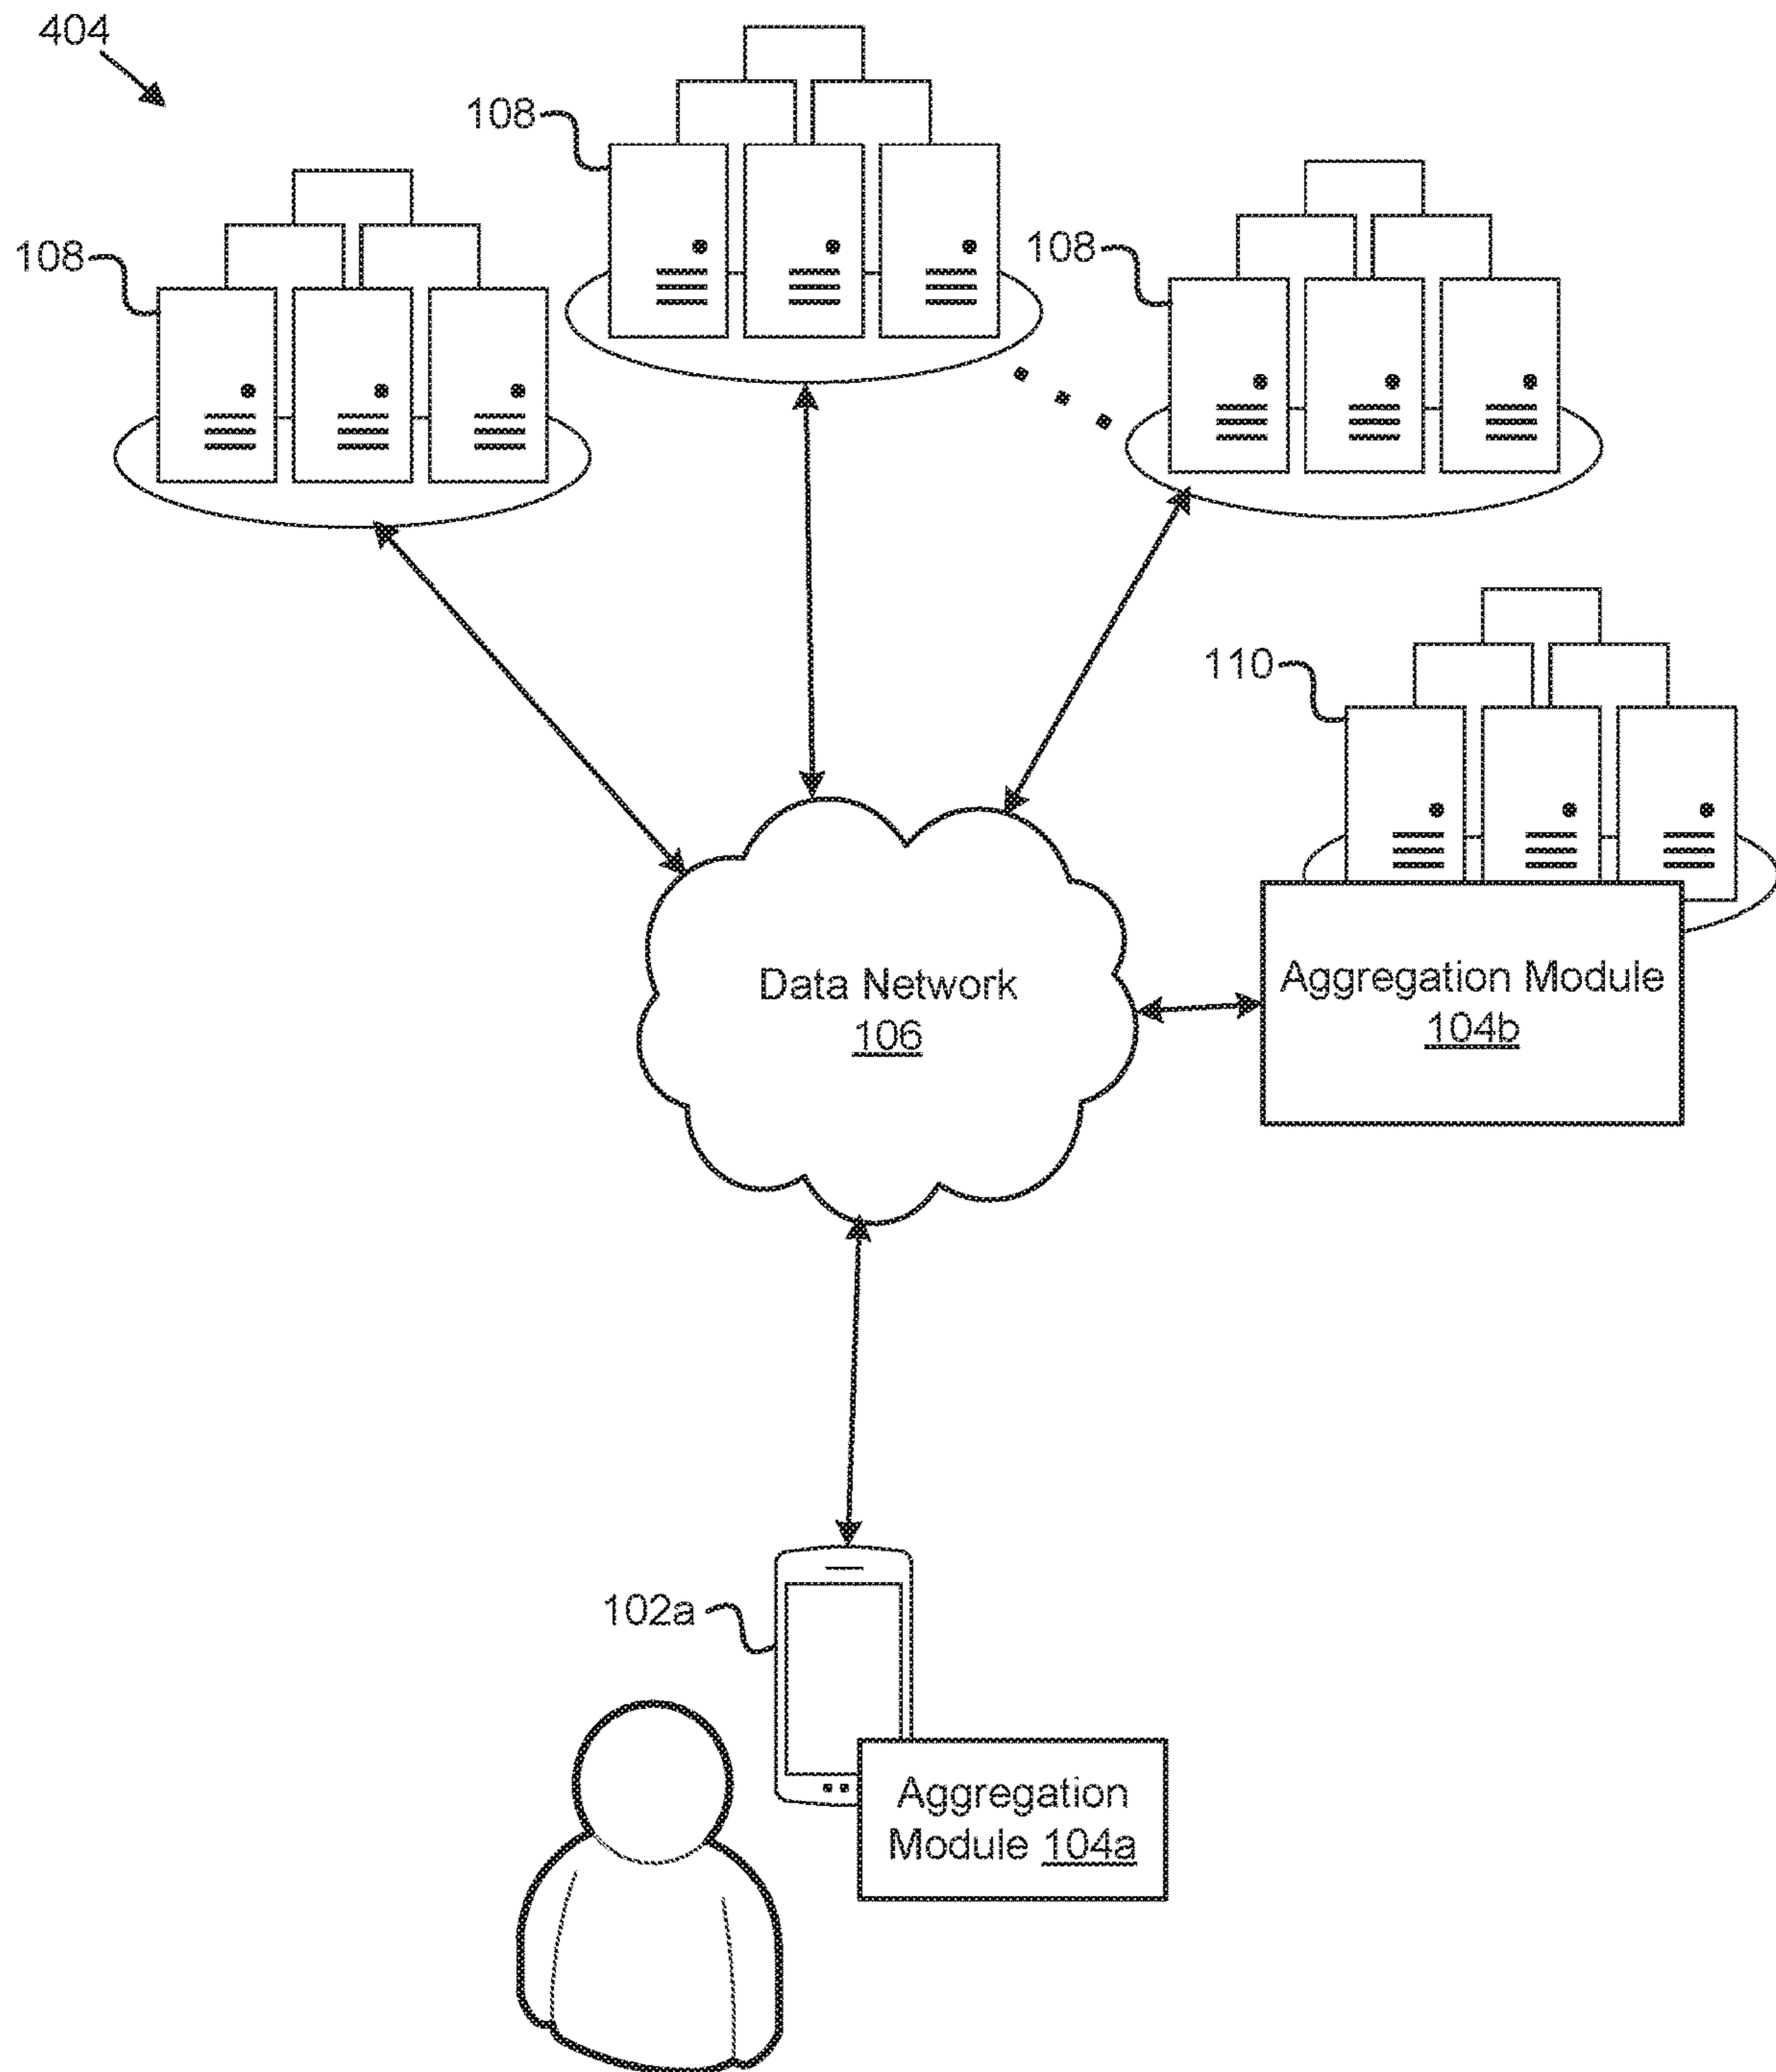 404
108
108
108
110
Data Network
106
Aggregation Module
104b
102a
Aggregation
Module 104a